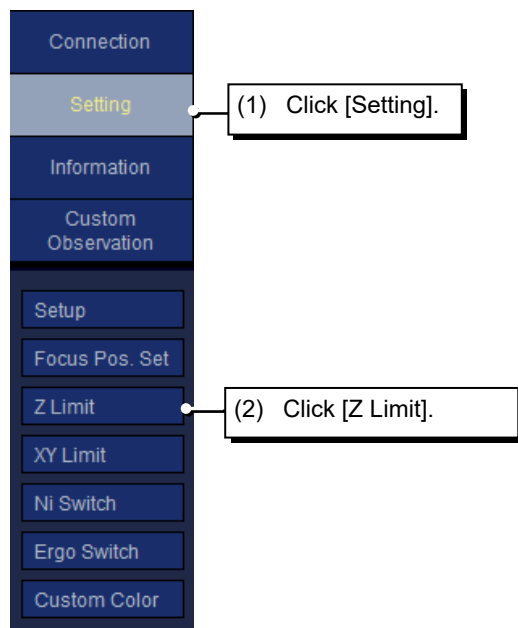 Connection
Setting
(1) Click [Setting].
Information
Custom
Observation
Setup
Focus Pos. Set
Z Limit
(2) Click [Z Limit].
XY Limit
Ni Switch
Ergo Switch
Custom Color